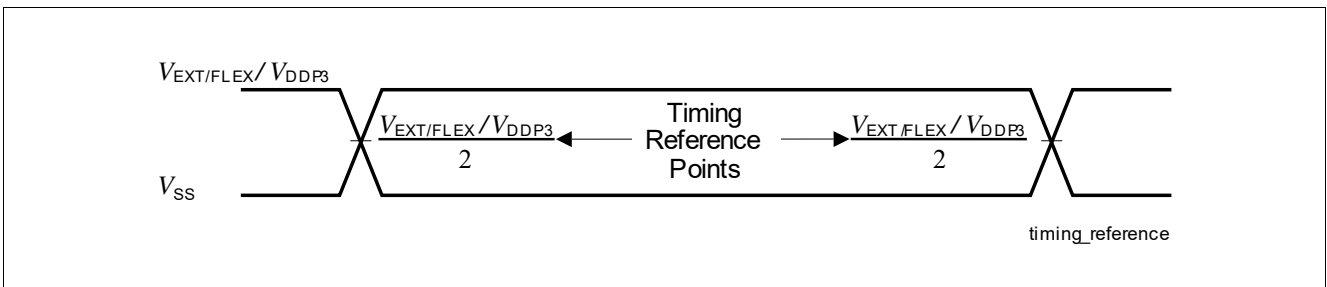 VEXT/FLEX / VDDP3
VEXT/FLEX / VDDP3
2
Timing
Reference
Points
VEXT/FLEX / VDDP3
2
VSS
timing_reference